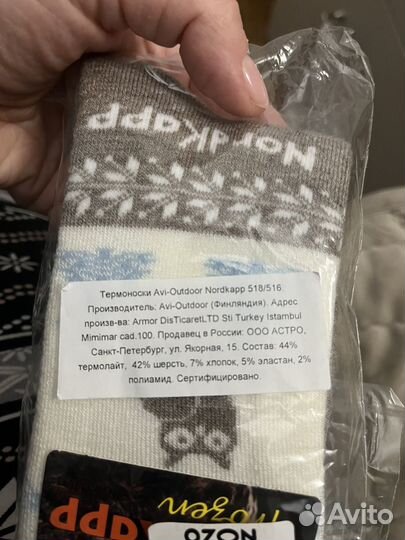 NordKapp
Термоноски Avi-Outdoor Nordkapp 518/516.
Производитель: Avi-Outdoor (Финляндия). Адрес
произв-ва: Armor DisTicaretLTD Sti Turkey Istambul
Mimimar cad.100. Продавец в России: ООО АСТРО,
Санкт-Петербург, ул. Якорная, 15. Состав: 44%
термолайт, 42% шерсть, 7% хлопок, 5% эластан, 2%
полиамид. Сертифицировано.
OZON
Avito